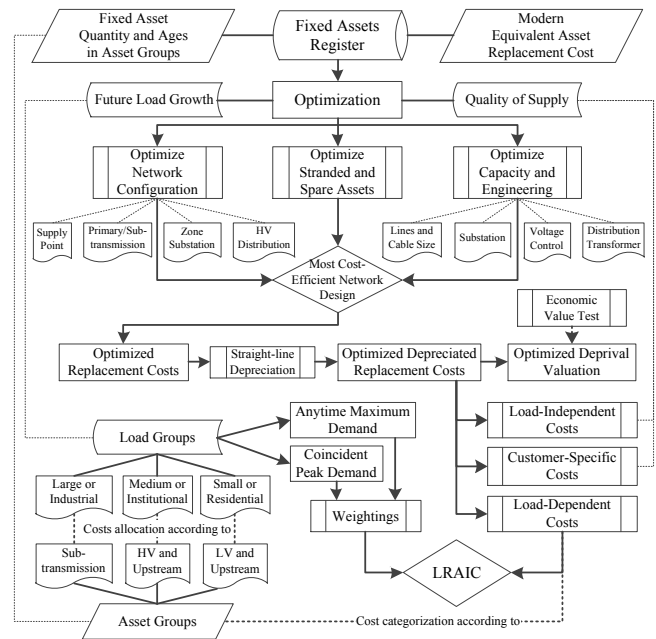 Fixed Asset
Quantity and Ages
in Asset Groups
Fixed Assets
Register
Modern
Equivalent Asset
Replacement Cost
Future Load Growth
Optimization
Quality of Supply
Optimize
Network
Configuration
Optimize
Stranded and
Spare Assets
Optimize
Capacity and
Engineering
Supply
Point
Primary/Sub-
transmission
Zone
Substation
HV
Distribution
Lines and
Cable Size
Substation
Voltage
Control
Distribution
Transformer
Most Cost-
Efficient Network
Design
Economic
Value Test
Optimized
Replacement Costs
Straight-line
Depreciation
Optimized Depreciated
Replacement Costs
Optimized Deprival
Valuation
Load Groups
Anytime Maximum
Demand
Coincident
Peak Demand
Load-Independent
Costs
Customer-Specific
Costs
Large or
Industrial
Medium or
Institutional
Small or
Residential
Weightings
Load-Dependent
Costs
Costs allocation according to
Sub-
transmission
HV and
Upstream
LV and
Upstream
LRAIC
Asset Groups
Cost categorization according to